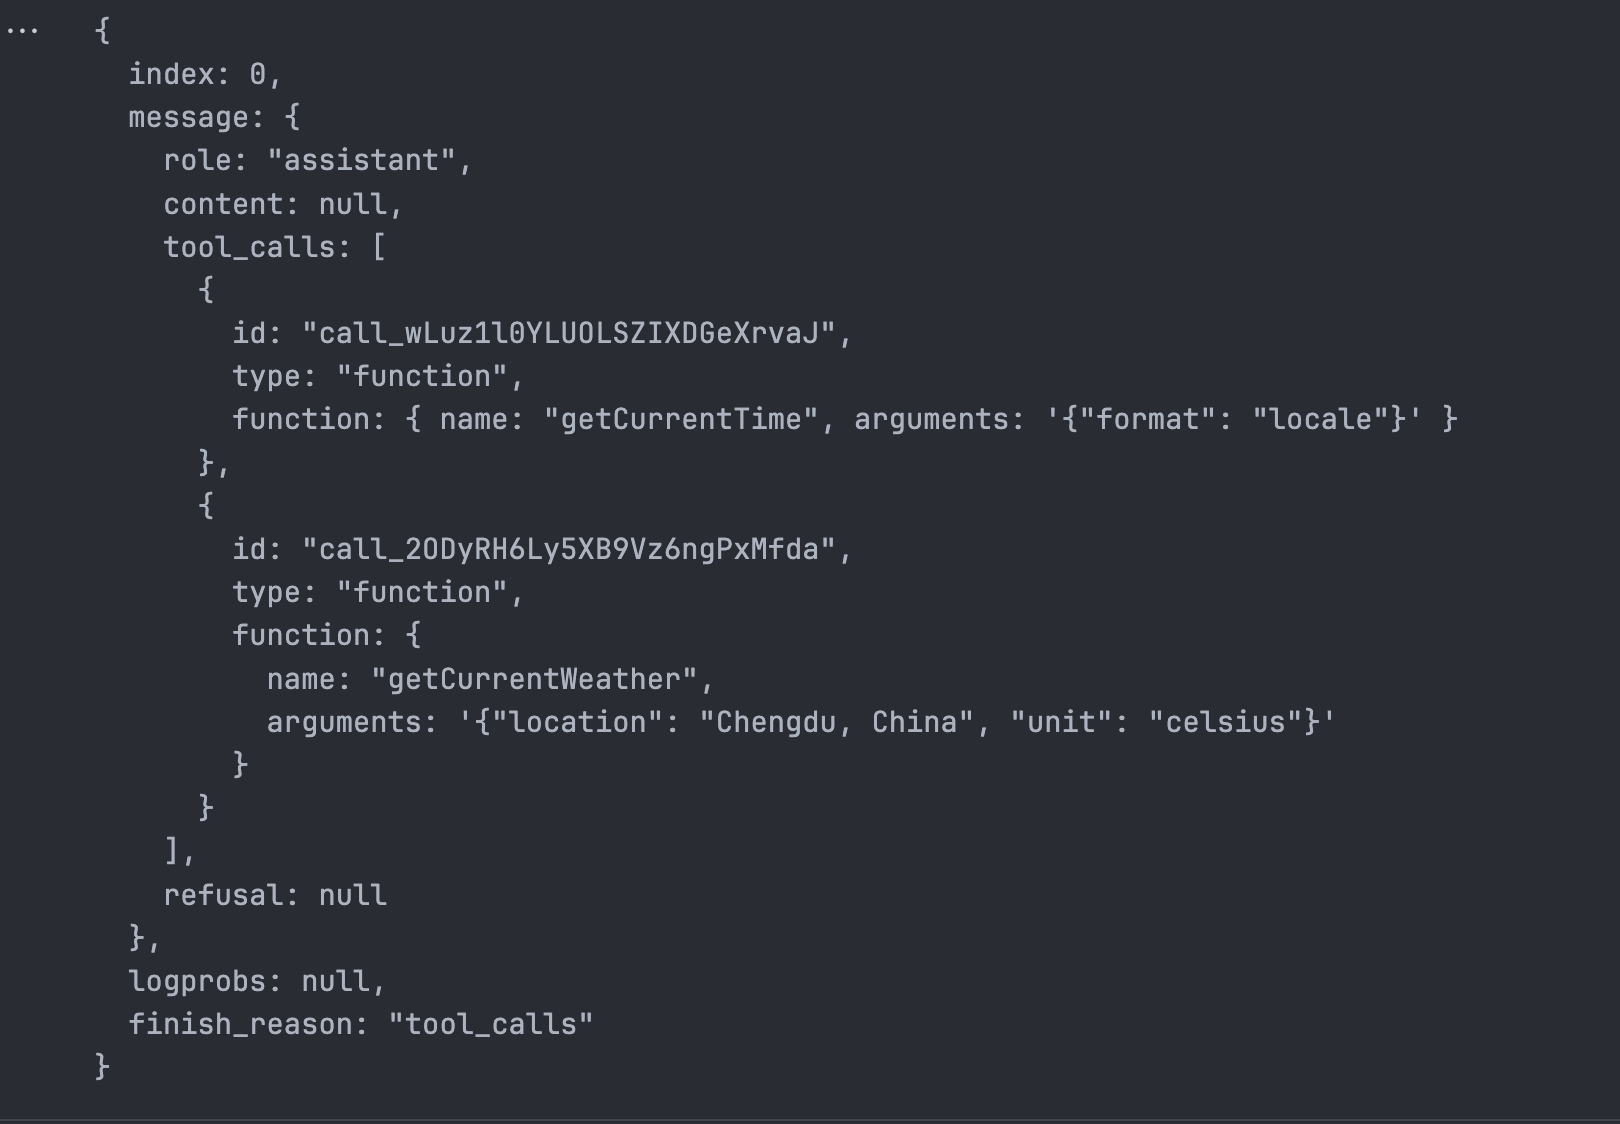 ... {
index: 0,
message: {
role: "assistant",
content: null,
tool_calls: [
{
id: "call_wLuz1l0YLUOLSZIXDGeXrvaJ",
type: "function",
function: { name: "getCurrentTime", arguments: '{"format": "locale"}' }
},
{
id: "call_2ODyRH6Ly5XB9Vz6ngPxMfda",
type: "function",
function: {
name: "getCurrentWeather",
arguments: '{"location": "Chengdu, China", "unit": "celsius"}'
}
}
],
refusal: null
},
logprobs: null,
finish_reason: "tool_calls"
}